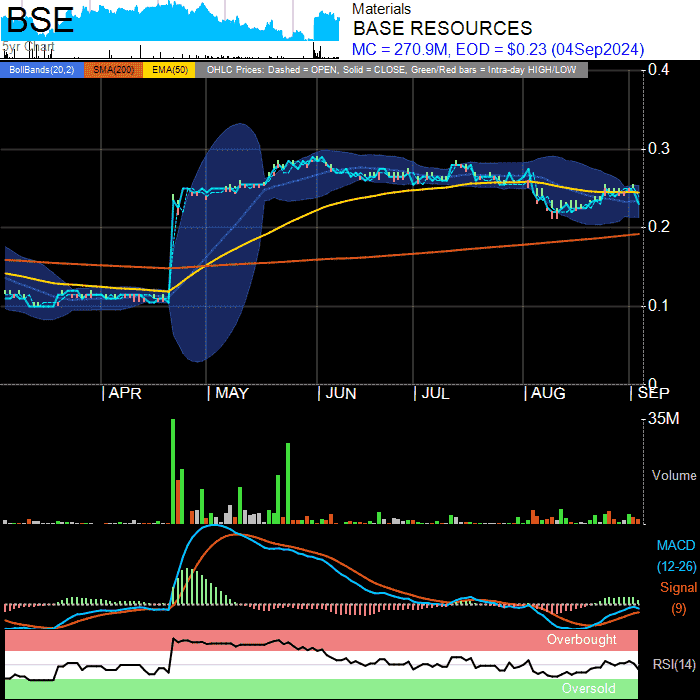 BSE
5yr Chart
Materials
BASE RESOURCES
MC = 270.9M, EOD = $0.23 (04Sep2024)
BollBands(20,2) SMA(200) EMA(50) OHLC Prices: Dashed = OPEN, Solid = CLOSE, Green/Red bars = Intra-day HIGH/LOW
0.4
0.3
0.2
0.1
0
APR MAY JUN JUL AUG SEP
35M
Volume
MACD
(12-26)
Signal
(9)
Overbought
RSI(14)
Oversold